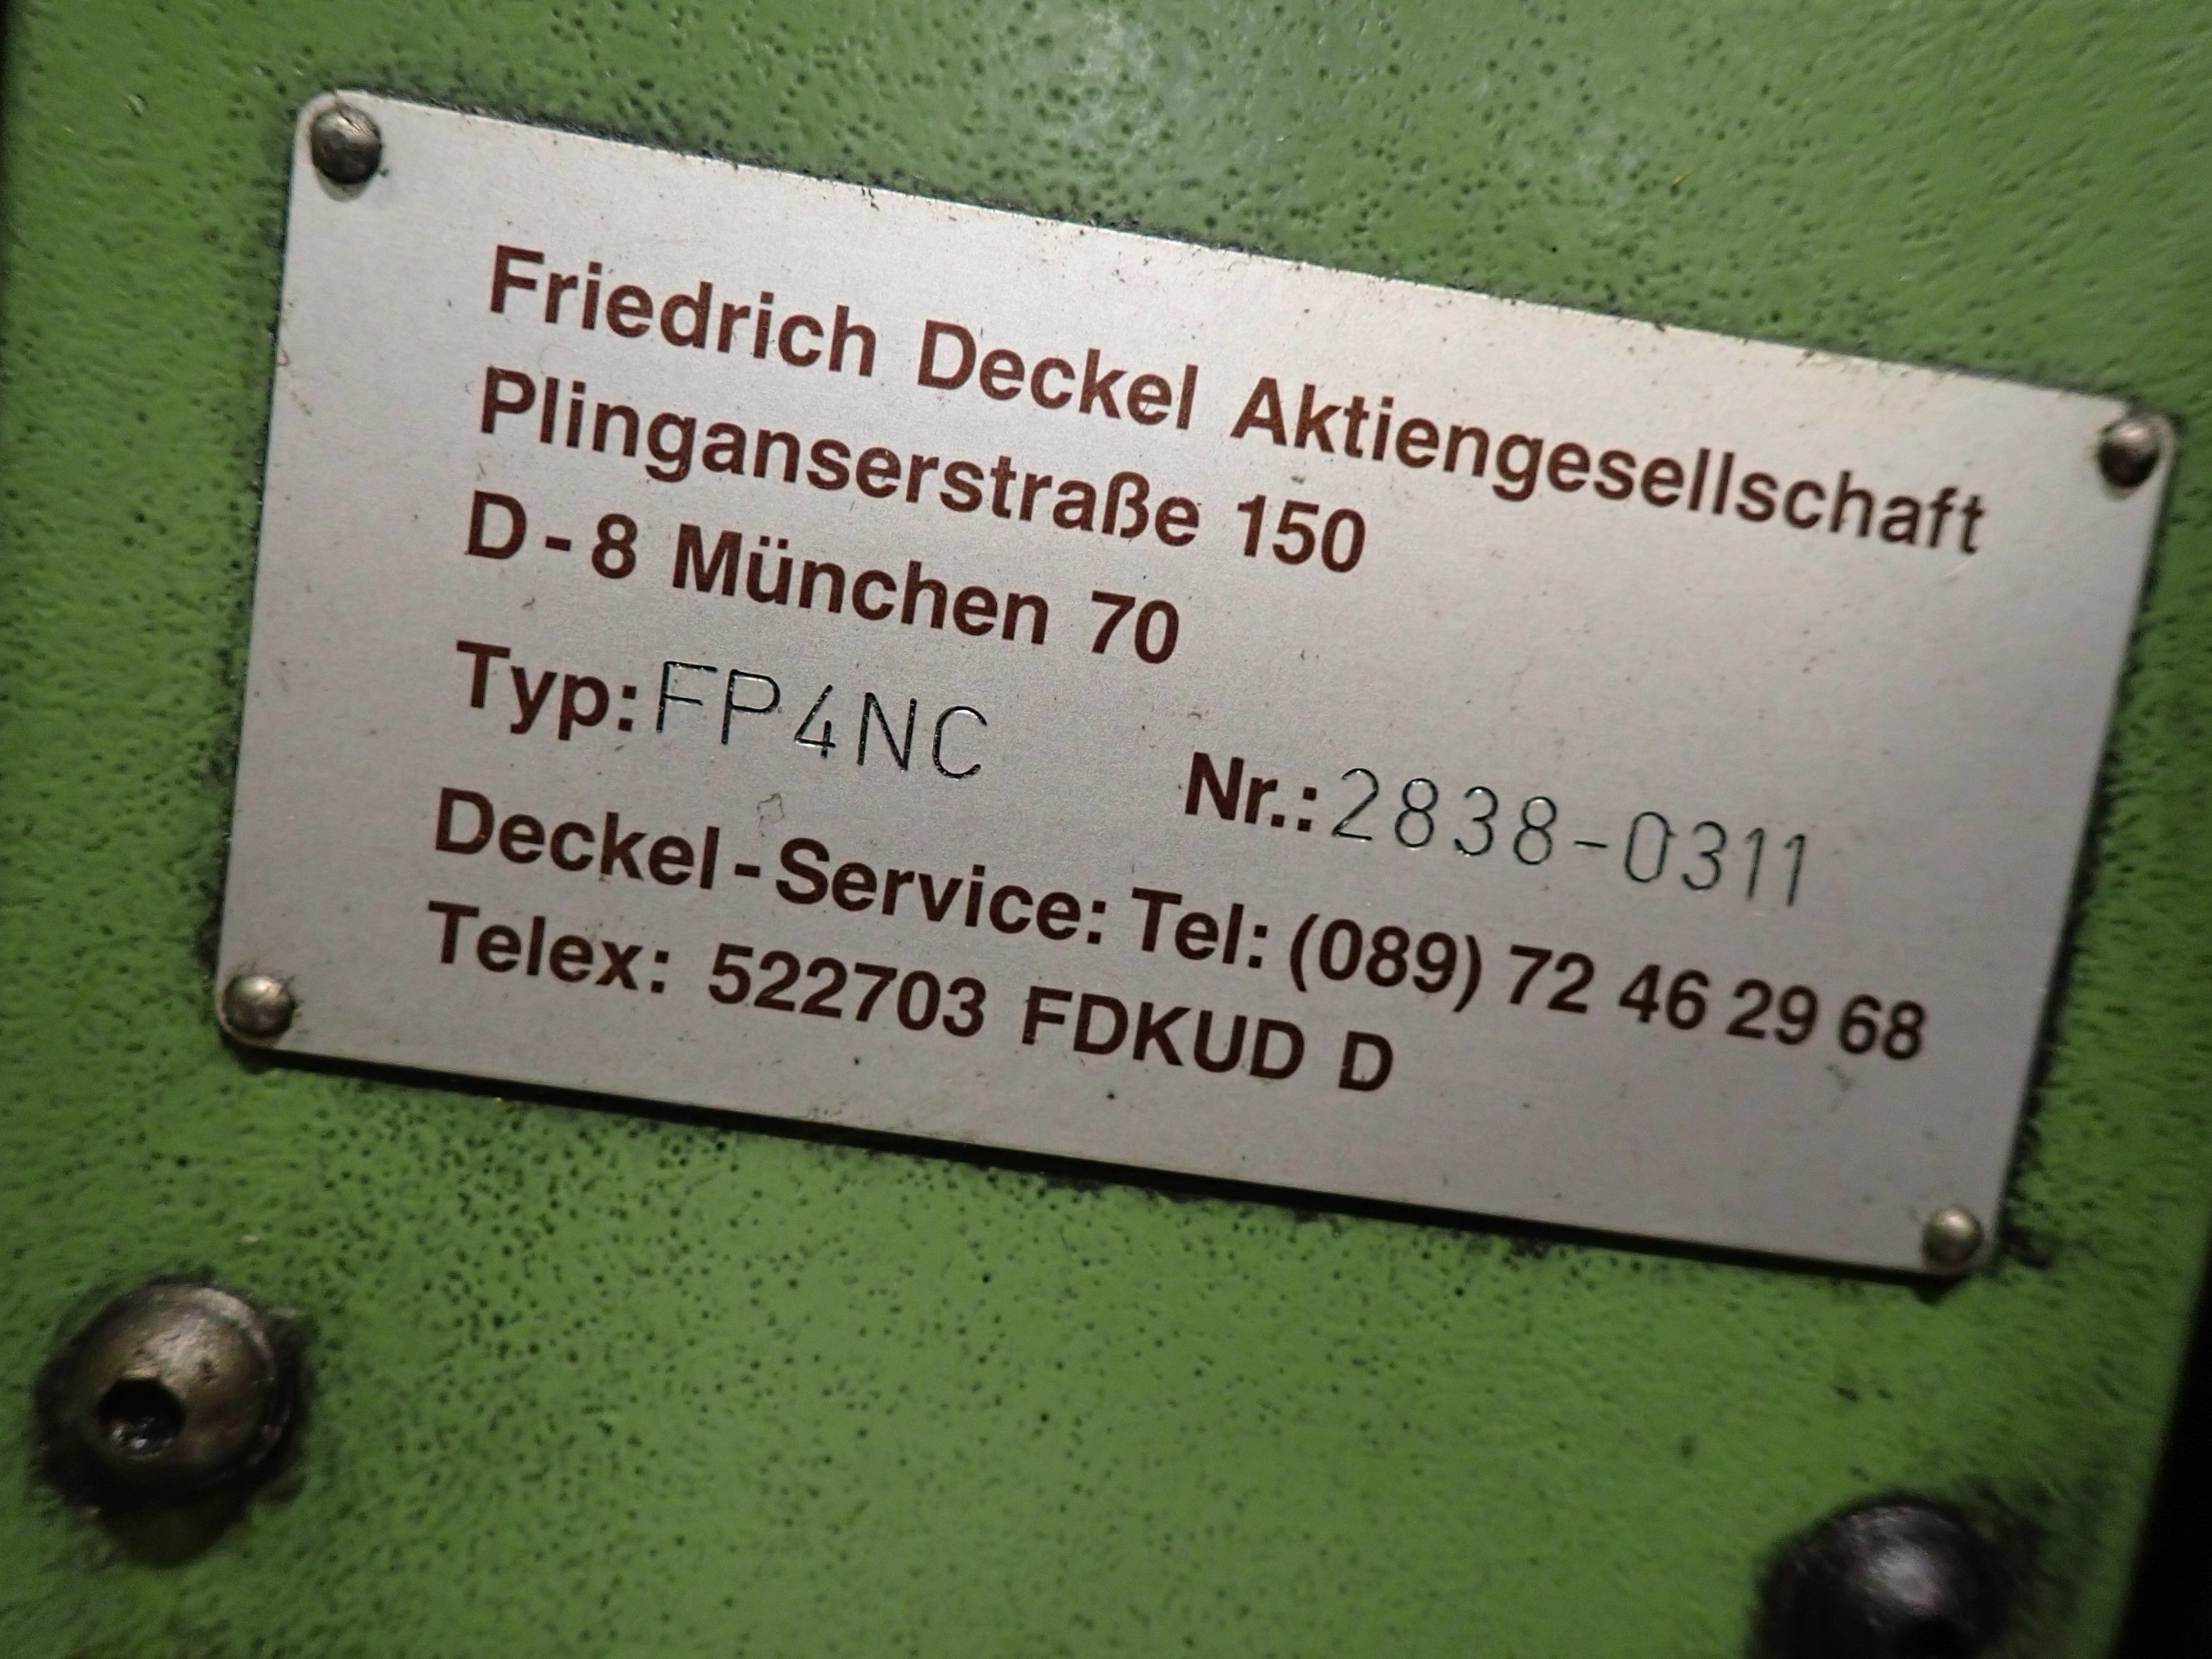 Friedrich Deckel Aktiengesellschaft
Plinganserstraße 150
D-8 München 70
Typ: FP4NC Nr.: 2838-0311
Deckel-Service: Tel: (089) 72 46 29 68
Telex: 522703 FDKUD D